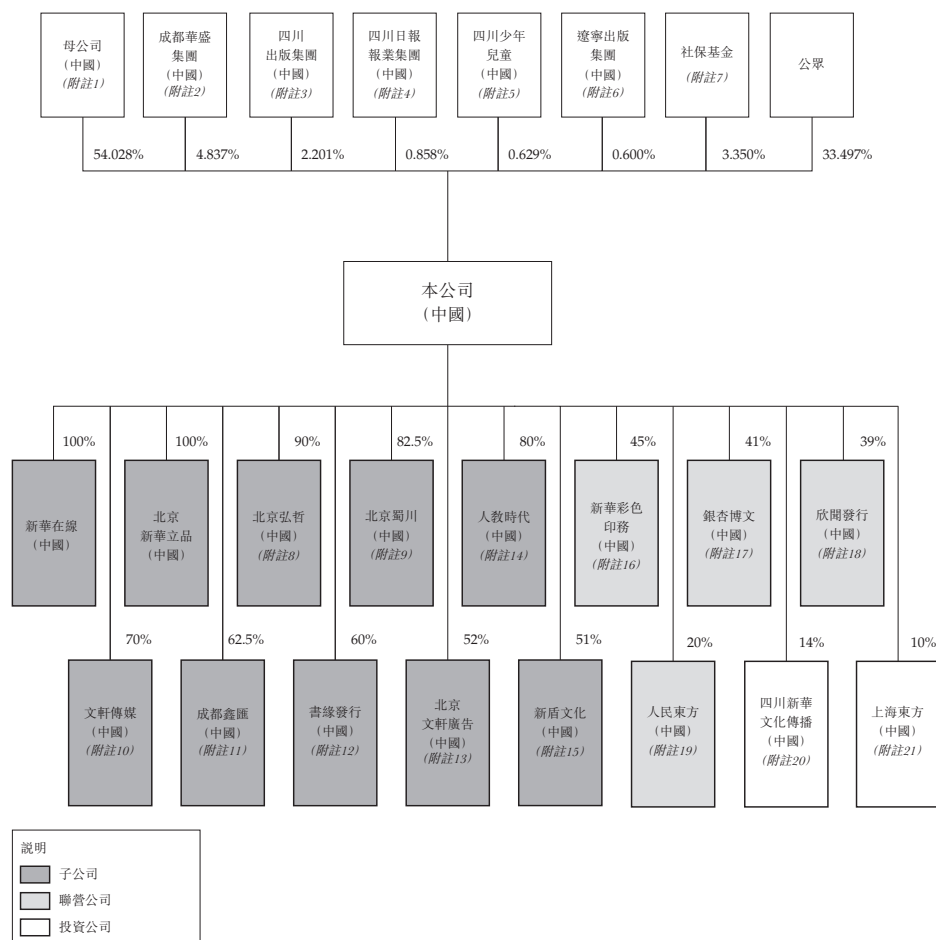 母公司
(中國)
(附註1)
成都華盛
集團
(中國)
(附註2)
四川
出版集團
(中國)
(附註3)
四川日報
報業集團
(中國)
(附註4)
四川少年
兒童
(中國)
(附註5)
遼寧出版
集團
(中國)
(附註6)
社保基金
(附註7)
公眾
54.028%
4.837%
2.201%
0.858%
0.629%
0.600%
3.350%
33.497%
本公司
(中國)
100%
100%
90%
82.5%
80%
45%
41%
39%
新華在線
(中國)
北京
新華立品
(中國)
北京弘哲
(中國)
(附註8)
北京蜀川
(中國)
(附註9)
人教時代
(中國)
(附註14)
新華彩色
印務
(中國)
(附註16)
銀杏博文
(中國)
(附註17)
欣聞發行
(中國)
(附註18)
70%
62.5%
60%
52%
51%
20%
14%
10%
文軒傳媒
(中國)
(附註10)
成都鑫匯
(中國)
(附註11)
書緣發行
(中國)
(附註12)
北京
文軒廣告
(中國)
(附註13)
新盾文化
(中國)
(附註15)
人民東方
(中國)
(附註19)
四川新華
文化傳播
(中國)
(附註20)
上海東方
(中國)
(附註21)
説明
子公司
聯營公司
投資公司